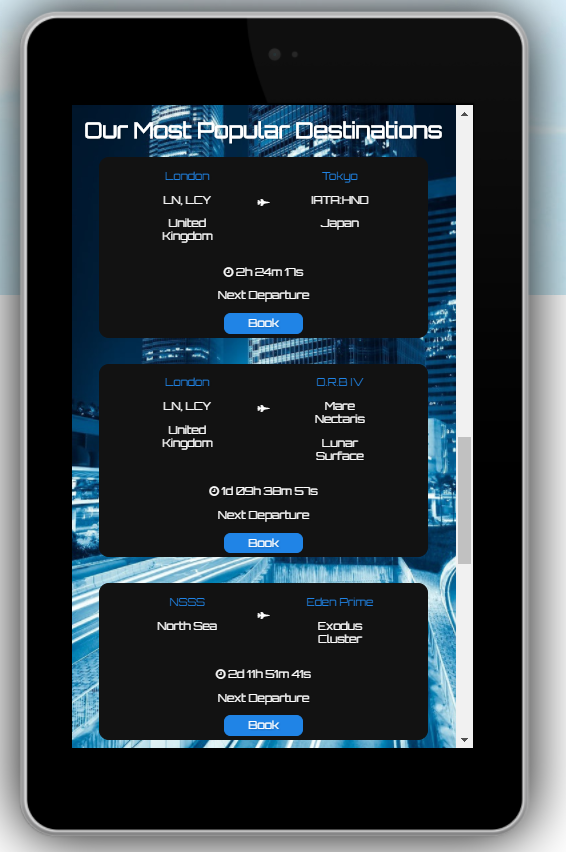 Our Most Popular Destinations
London
Tokyo
LN, LCY
IATA:HND
United
Kingdom
Japan
2h 24m 17s
Next Departure
Book
London
O.R.B IV
LN, LCY
Mare
Nectaris
United
Kingdom
Lunar
Surface
1d 09h 38m 57s
Next Departure
Book
NSSS
Eden Prime
North Sea
Exodus
Cluster
2d 11h 51m 41s
Next Departure
Book